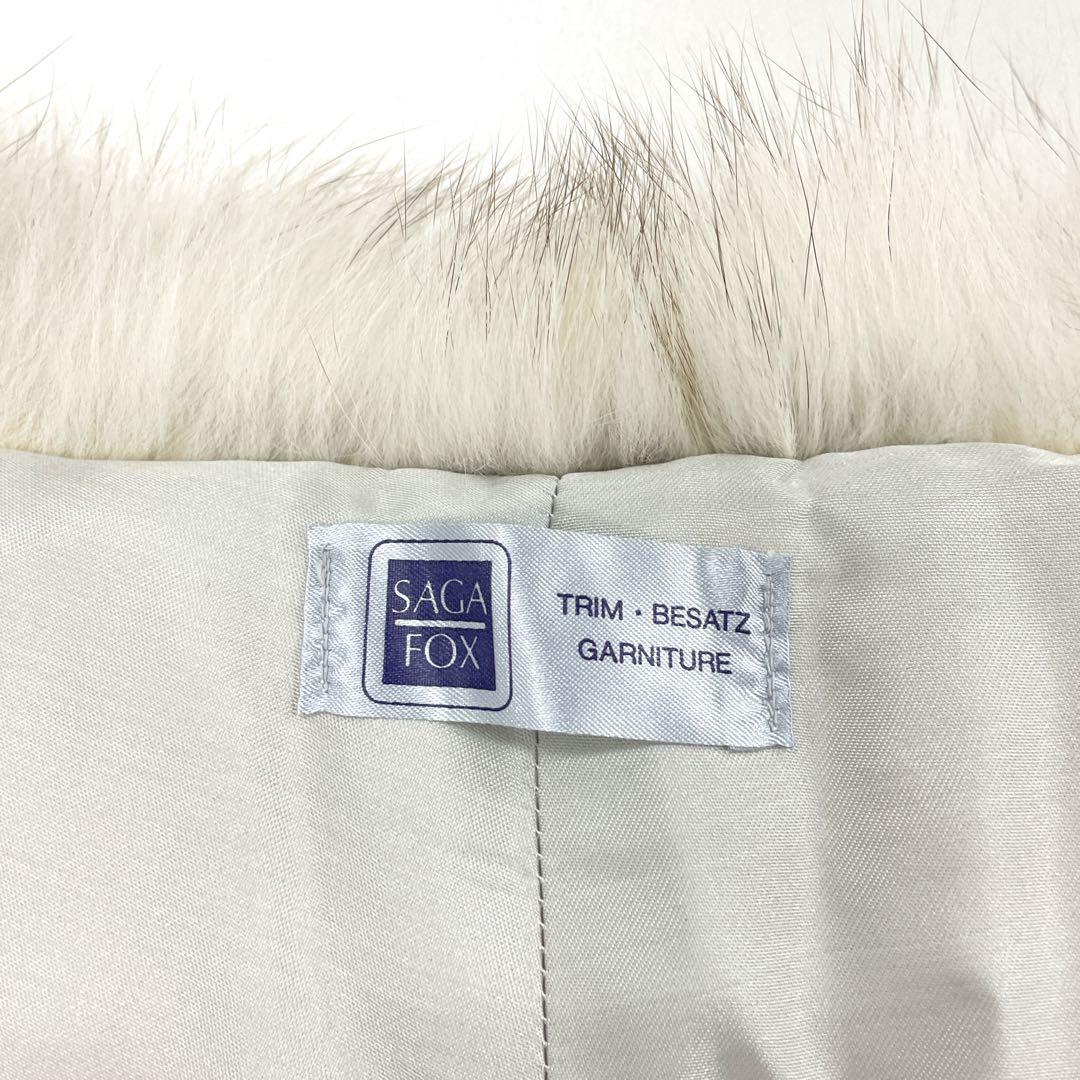 SAGA
FOX
TRIM · BESATZ
GARNITURE